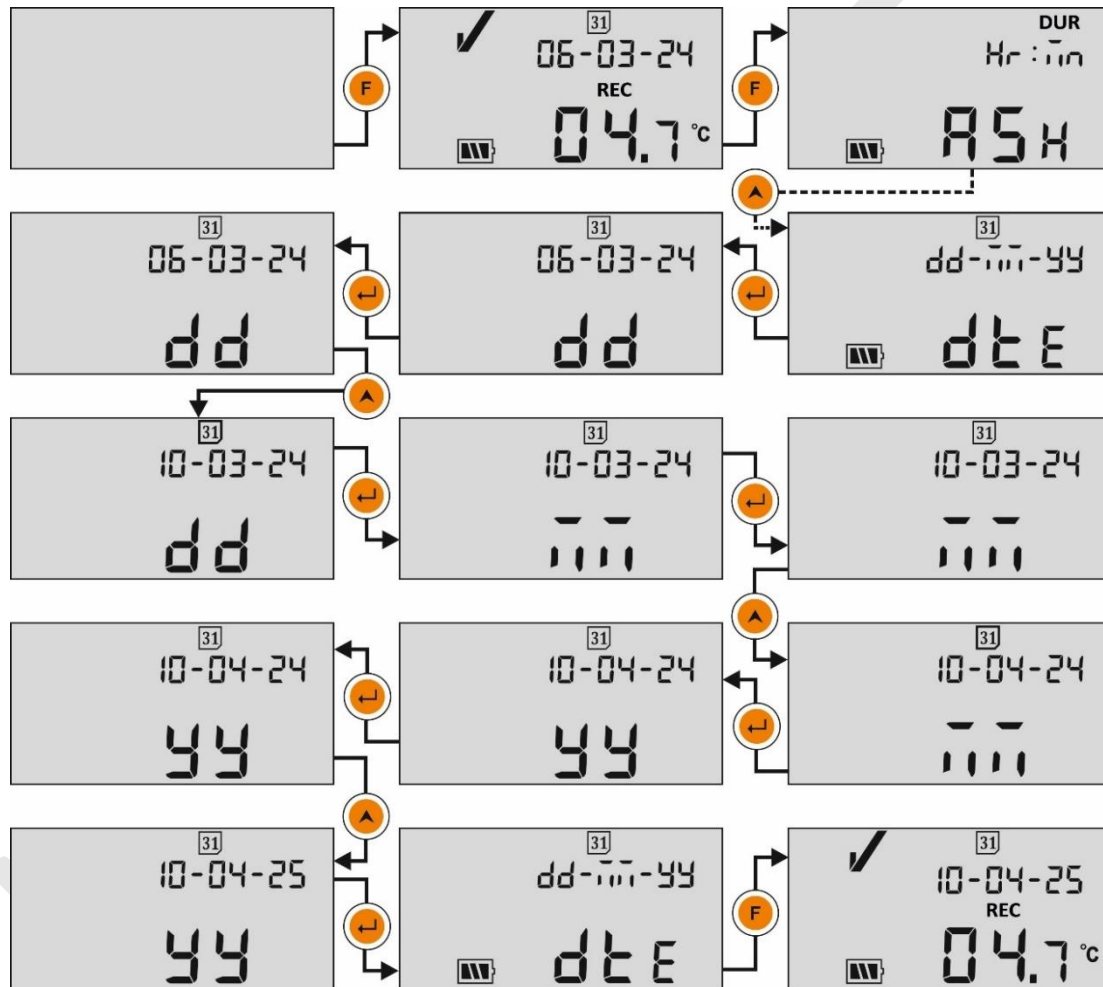 F
31
06-03-24
REC
04.7 °C
F
DUR
Hr : mn
ASH
31
06-03-24
dd
31
06-03-24
dd
31
dd-mm-yy
dtE
31
10-03-24
dd
31
10-03-24
mm
31
10-03-24
mm
31
10-04-24
yy
31
10-04-24
yy
31
10-04-24
mm
31
10-04-25
yy
31
dd-mm-yy
dtE
F
31
10-04-25
REC
04.7 °C